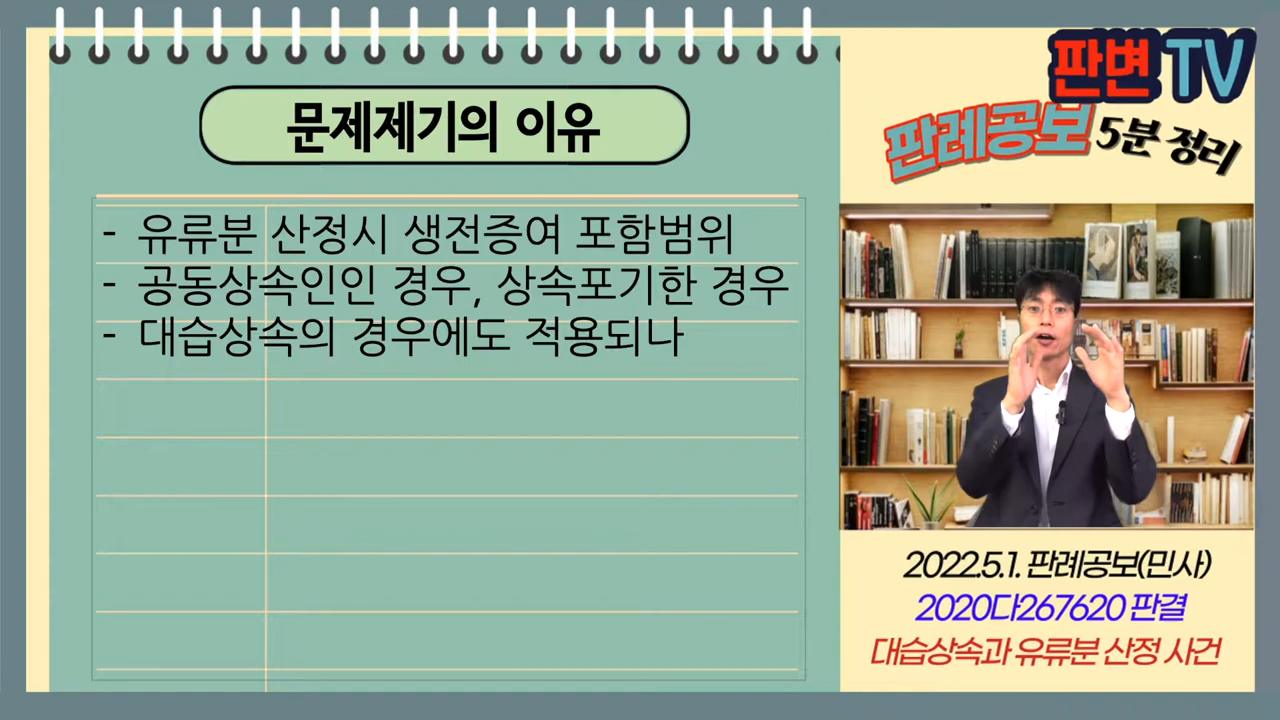 문제제기의 이유
- 유류분 산정시 생전증여 포함범위
- 공동상속인인 경우, 상속포기한 경우
- 대습상속의 경우에도 적용되나
판변 TV
판례공보 5분 정리
2022.5.1. 판례공보(민사)
2020다267620 판결
대습상속과 유류분 산정 사건